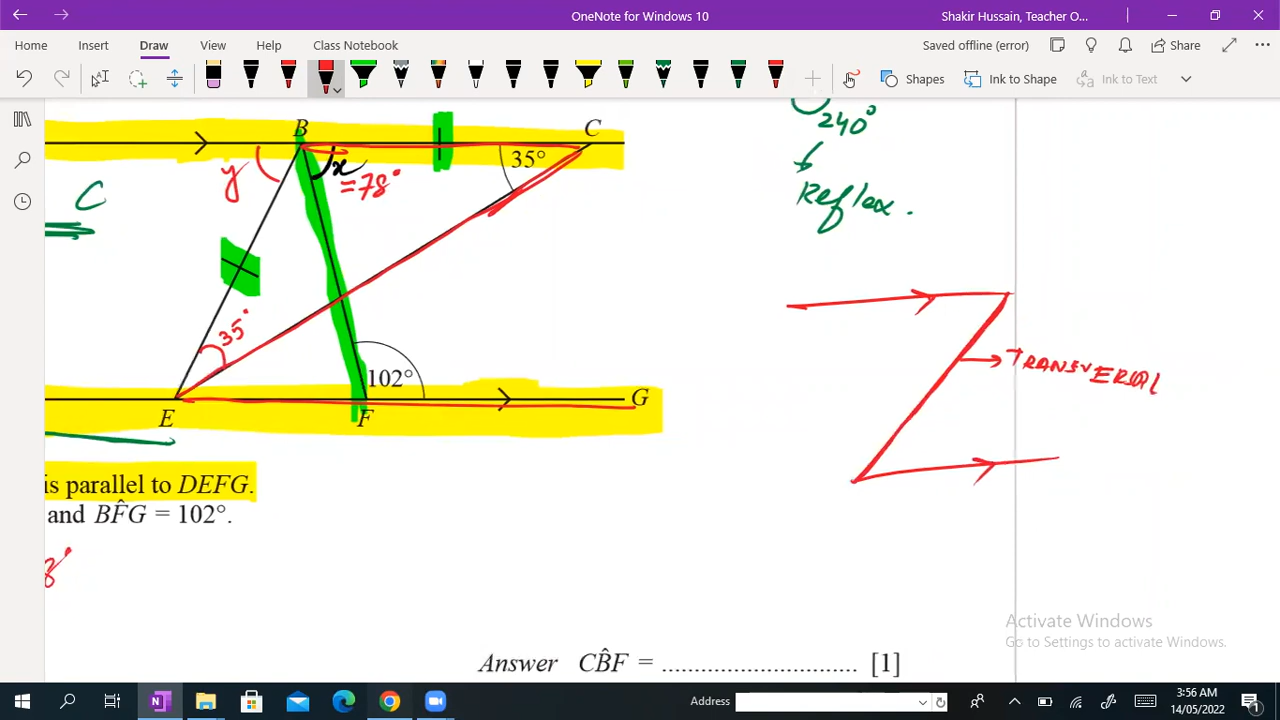 OneNote for Windows 10
Shakir Hussain, Teacher O...
Home Insert Draw View Help Class Notebook
Saved offline (error) Share
Shapes Ink to Shape Ink to Text
240°
Reflex.
B C
35°
y x
=78°
C
35°
102°
E F G
TRANSVERSAL
is parallel to DEFG.
and BF̂G = 102°.
8°
Answer CB̂F = ............................. [1]
Activate Windows
Go to Settings to activate Windows.
Address
3:56 AM
14/05/2022